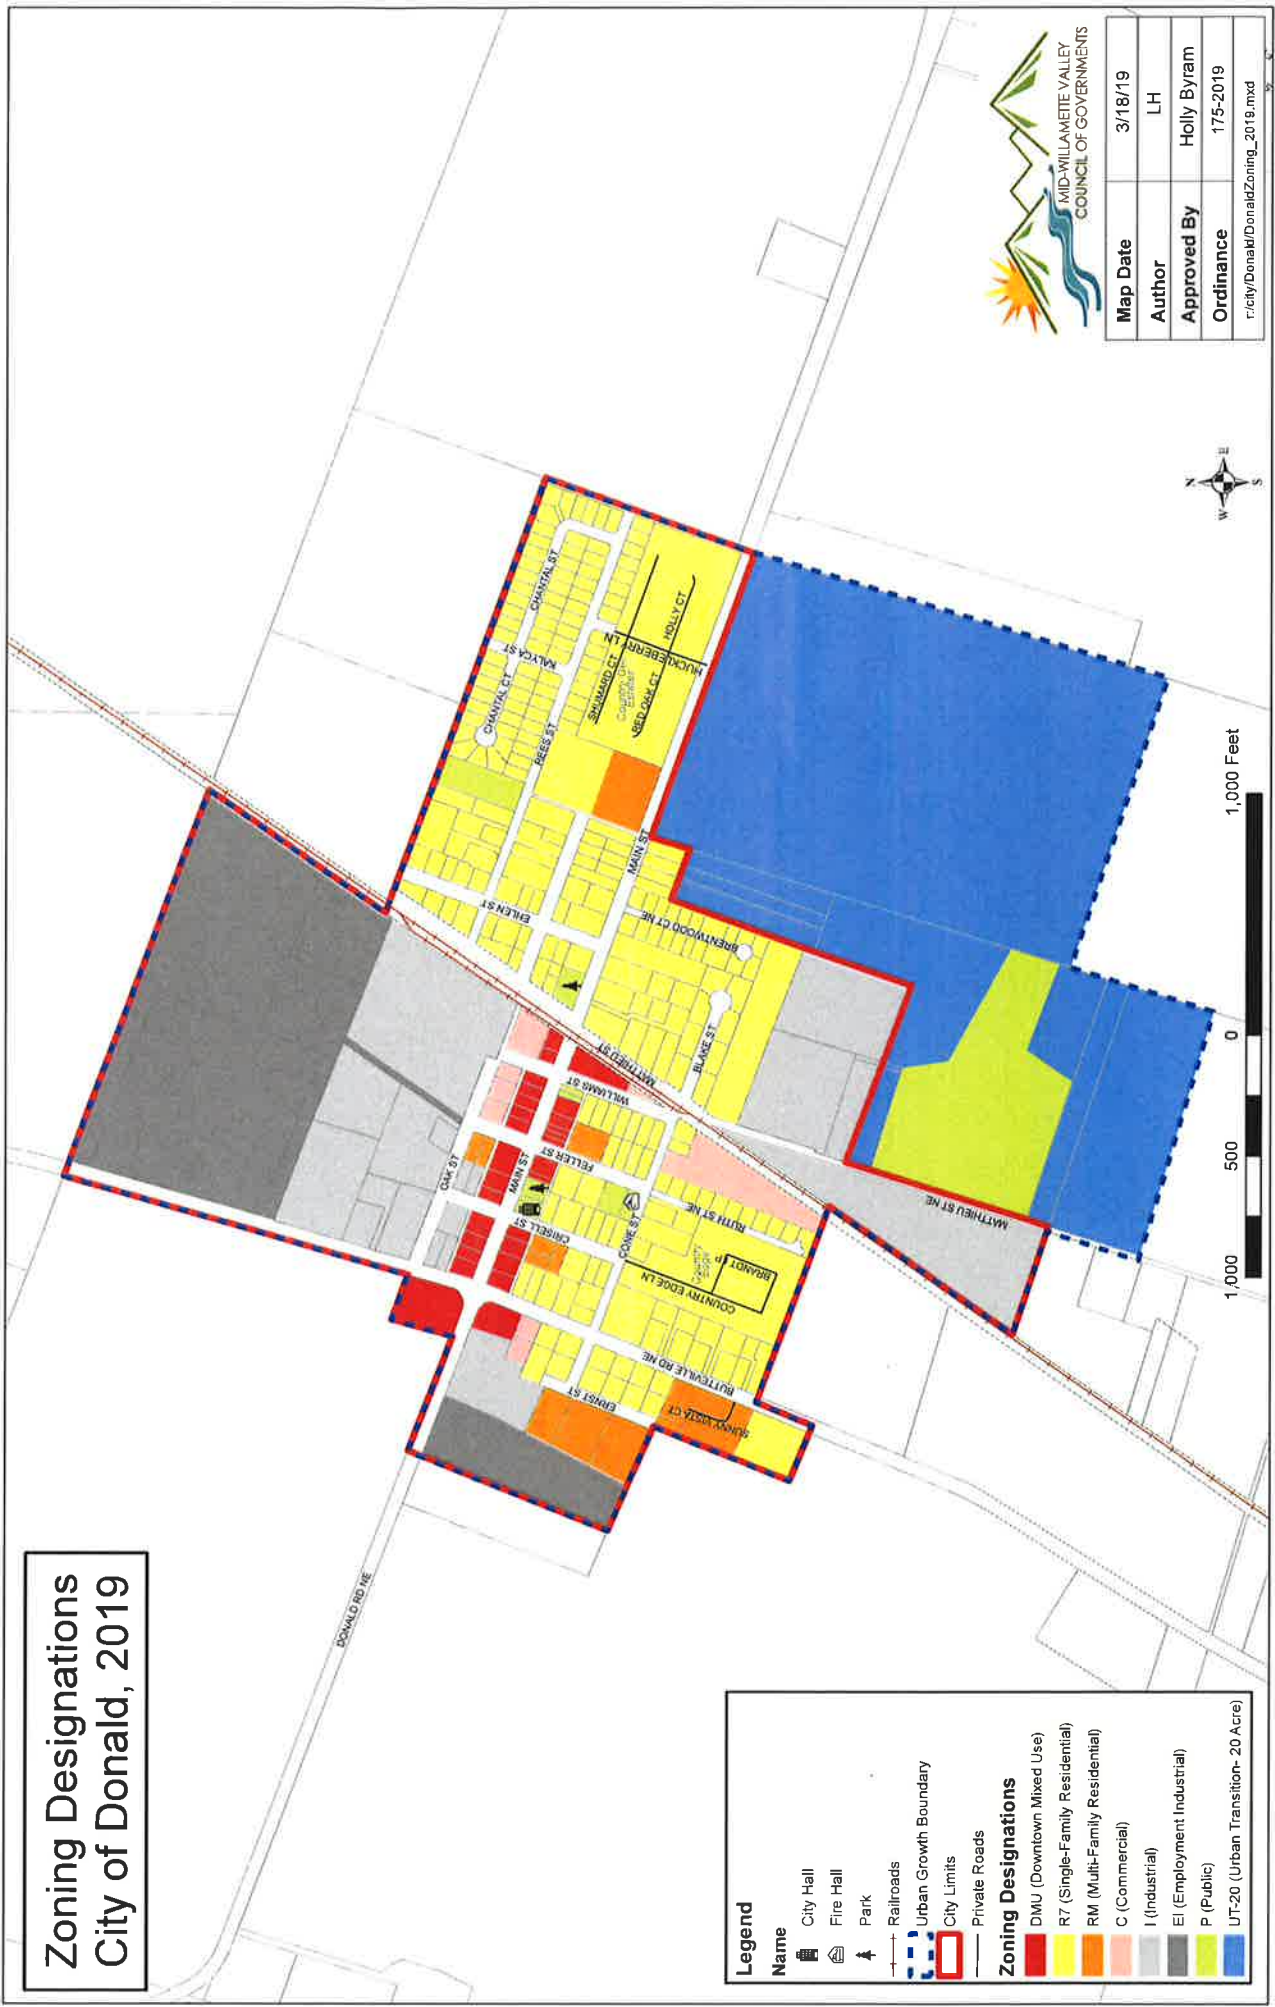 Zoning Designations
City of Donald, 2019
DONALD RD NE
OAK ST
MAIN ST
CRISELL ST
FELLER ST
WILLIAMS ST
MATTHIEU ST
CONE ST
RUTH ST NE
COUNTRY EDGE LN
Country
Edge
BRANDT P
BUTTEVILLE RD NE
ERNST ST
SUNNY VISTA CT
MATTHIEU ST NE
BLAKE ST
BRENTWOOD CT NE
MAIN ST
EHLEN ST
REES ST
CHANTAL CT
KALYCA ST
CHANTAL ST
SHUMARD CT
RED OAK CT
HUCKLEBERRY LN
HOLLY CT
Legend
Name
City Hall
Fire Hall
Park
Railroads
Urban Growth Boundary
City Limits
Private Roads
Zoning Designations
DMU (Downtown Mixed Use)
R7 (Single-Family Residential)
RM (Multi-Family Residential)
C (Commercial)
I (Industrial)
EI (Employment Industrial)
P (Public)
UT-20 (Urban Transition- 20 Acre)
1,000 500 0 1,000 Feet
N
W E
S
MID-WILLAMETTE VALLEY
COUNCIL OF GOVERNMENTS
Map Date 3/18/19
Author LH
Approved By Holly Byram
Ordinance 175-2019
r:/city/Donald/DonaldZoning_2019.mxd